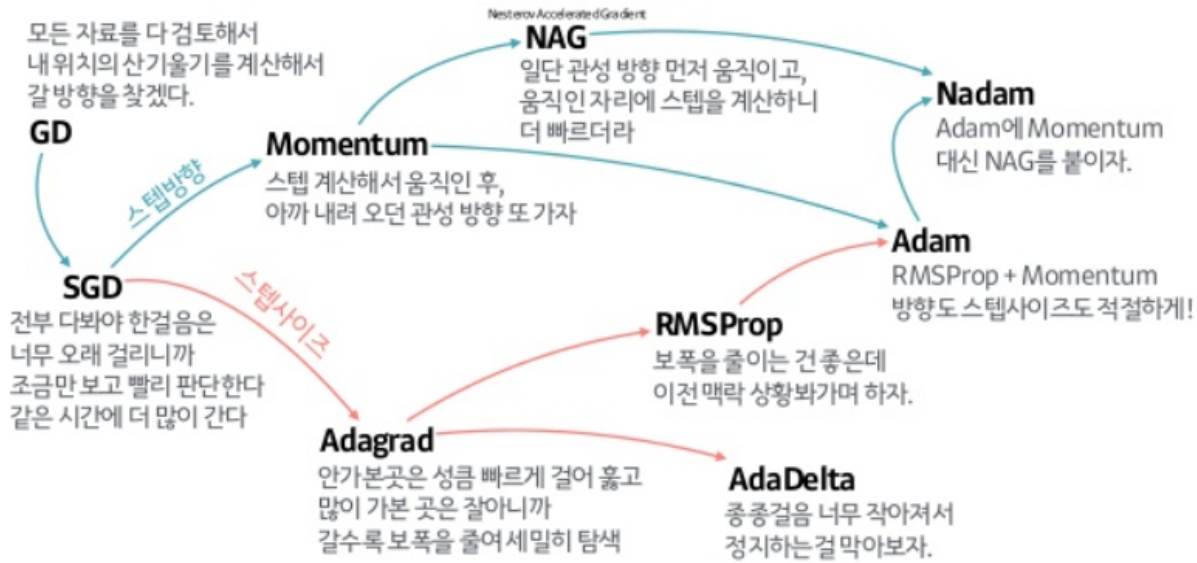 모든 자료를 다 검토해서
내 위치의 산기울기를 계산해서
갈 방향을 찾겠다.
GD
스텝방향
SGD
전부 다봐야 한걸음은
너무 오래 걸리니까
조금만 보고 빨리 판단한다
같은 시간에 더 많이 간다
스텝사이즈
Momentum
스텝 계산해서 움직인 후,
아까 내려 오던 관성 방향 또 가자
Nesterov Accelerated Gradient
NAG
일단 관성 방향 먼저 움직이고,
움직인 자리에 스텝을 계산하니
더 빠르더라
Nadam
Adam에 Momentum
대신 NAG를 붙이자.
Adam
RMSProp + Momentum
방향도 스텝사이즈도 적절하게!
RMSProp
보폭을 줄이는 건 좋은데
이전 맥락 상황봐가며 하자.
Adagrad
안가본곳은 성큼 빠르게 걸어 훑고
많이 가본 곳은 잘아니까
갈수록 보폭을 줄여 세밀히 탐색
AdaDelta
종종걸음 너무 작아져서
정지하는걸 막아보자.